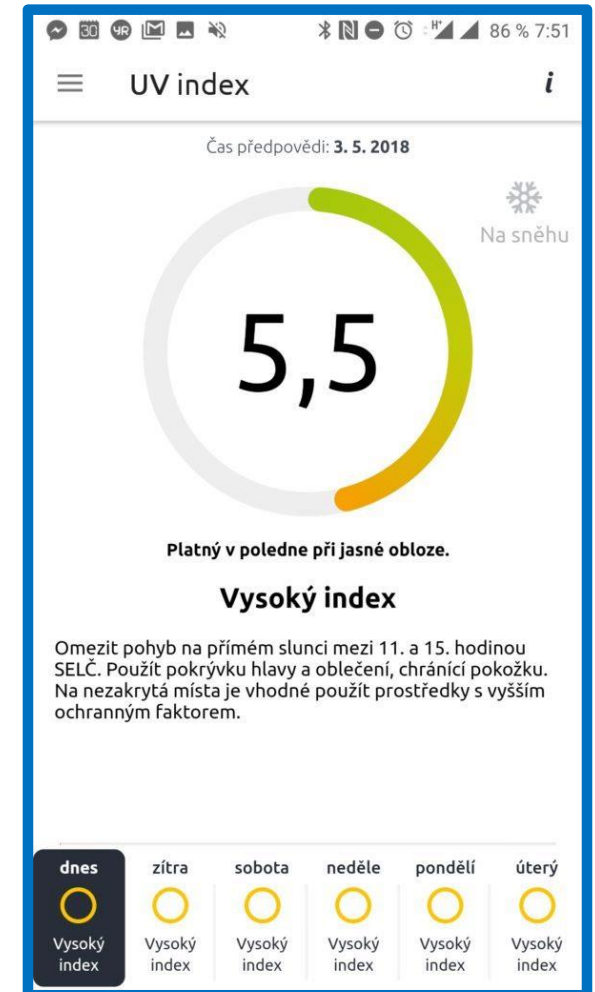 30 YR M N H+ 86 % 7:51
UV index i
Čas předpovědi: 3. 5. 2018
Na sněhu
5,5
Platný v poledne při jasné obloze.
Vysoký index
Omezit pohyb na přímém slunci mezi 11. a 15. hodinou
SELČ. Použít pokrývku hlavy a oblečení, chránící pokožku.
Na nezakrytá místa je vhodné použít prostředky s vyšším
ochranným faktorem.
dnes zítra sobota neděle pondělí úterý
Vysoký Vysoký Vysoký Vysoký Vysoký Vysoký
index index index index index index